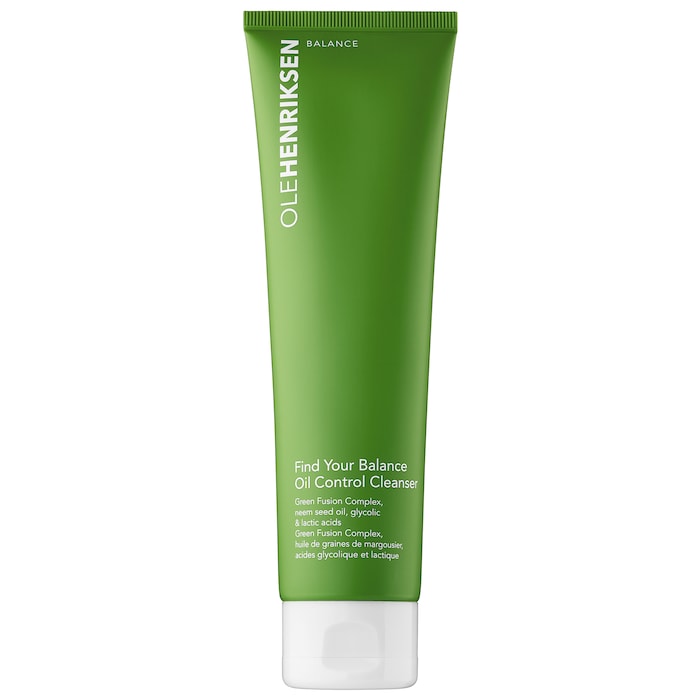 BALANCE
OLEHENRIKSEN
Find Your Balance
Oil Control Cleanser
Green Fusion Complex,
neem seed oil, glycolic
& lactic acids
Green Fusion Complex,
huile de graines de margousier,
acides glycolique et lactique